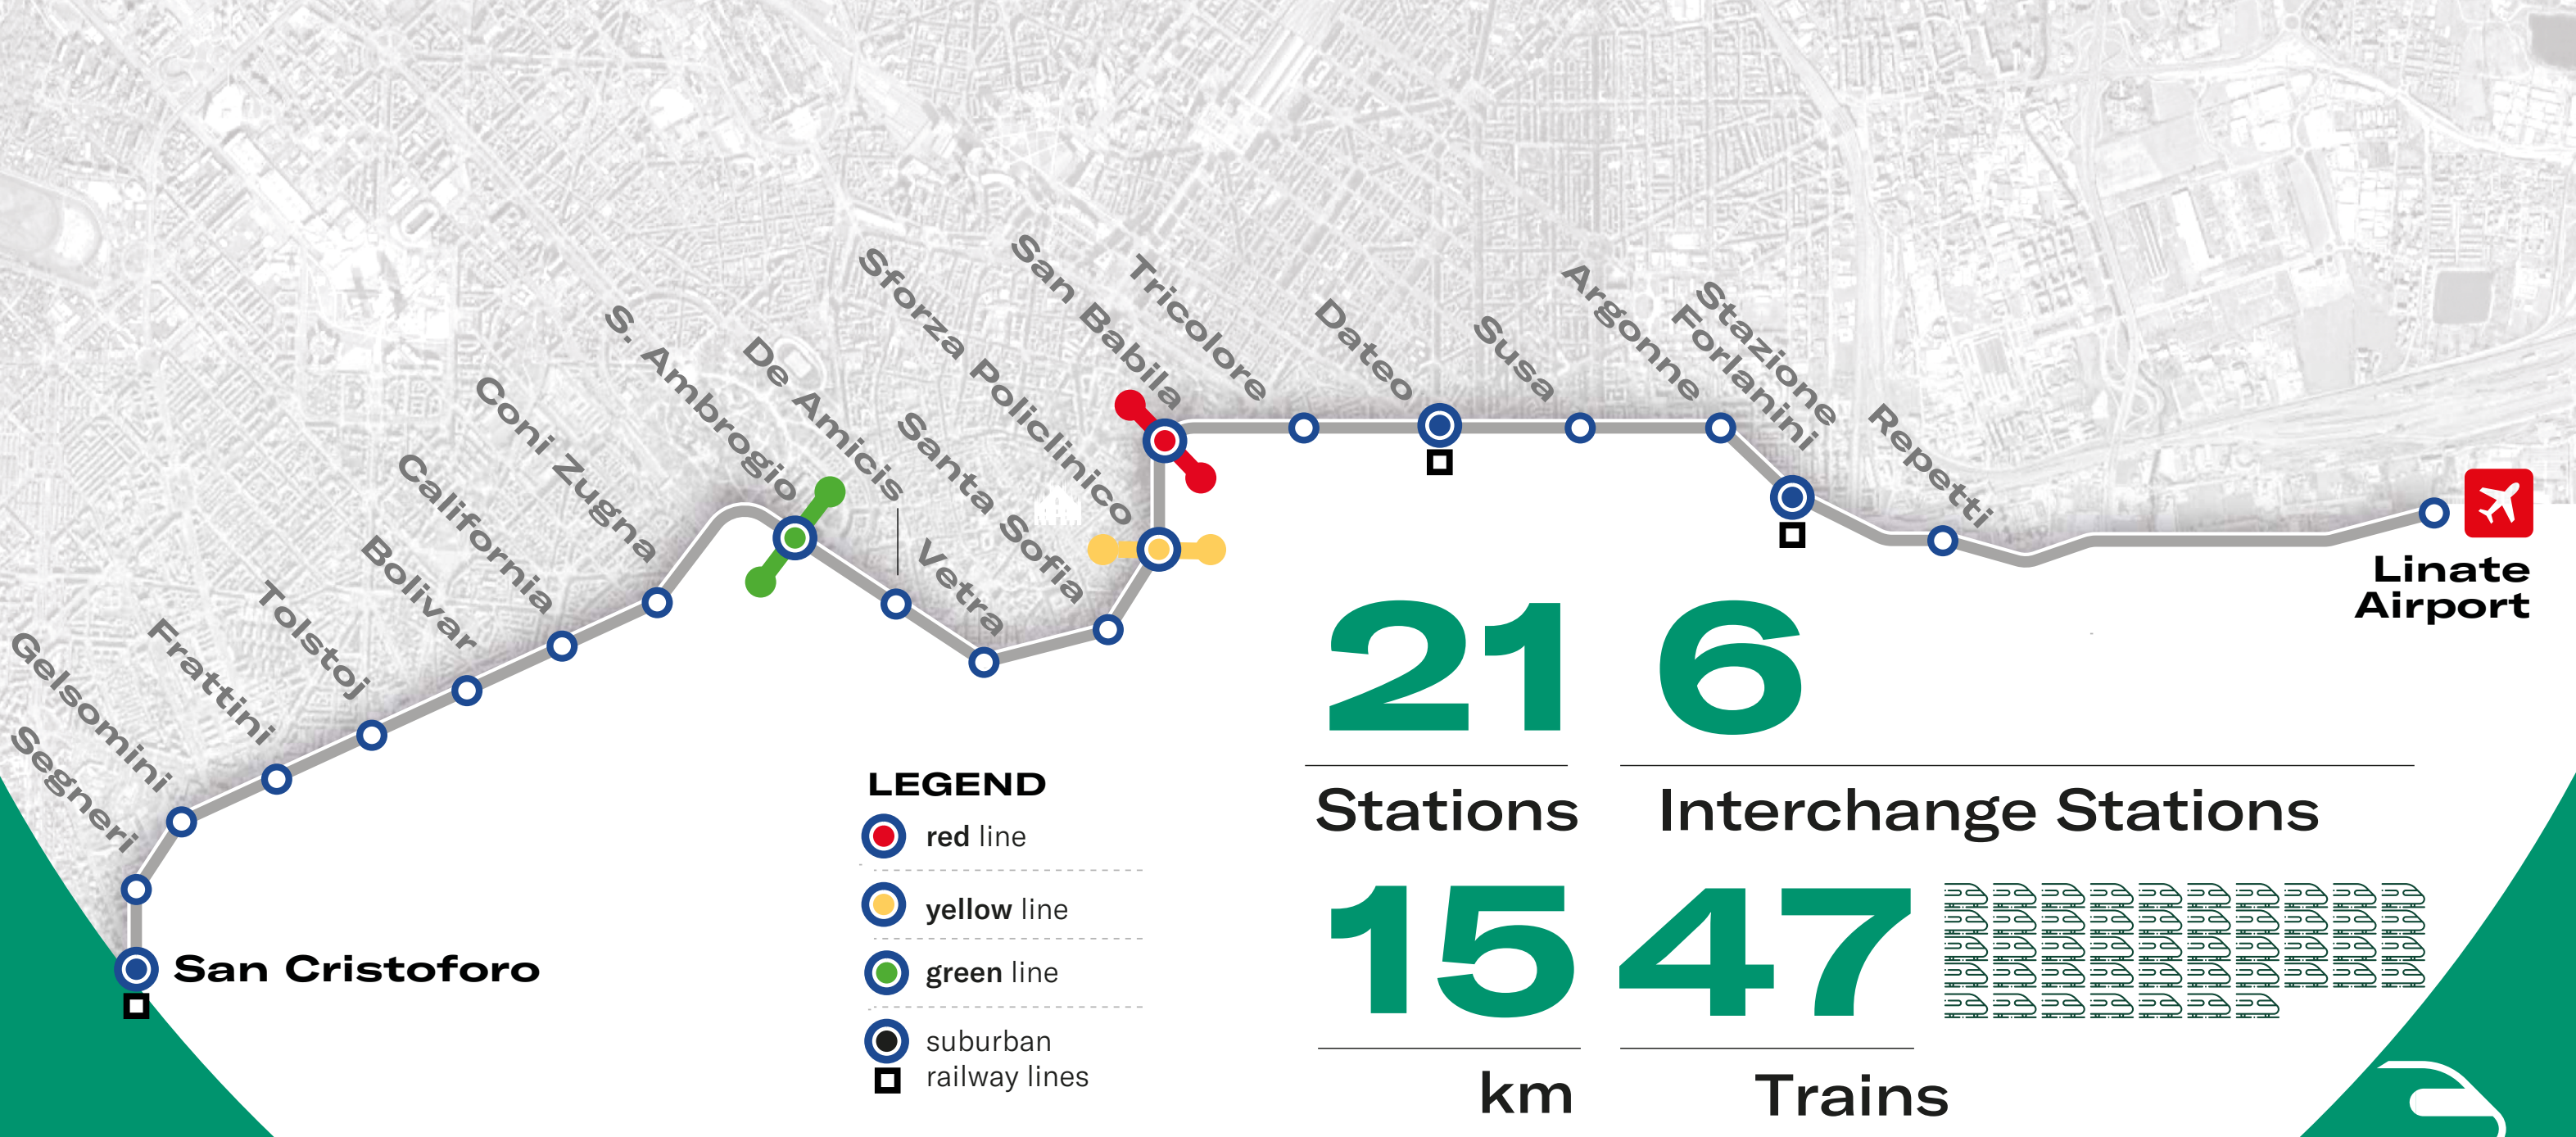 San Cristoforo
Segneri
Gelsomini
Frattini
Tolstoj
Bolivar
California
Coni Zugna
S. Ambrogio
De Amicis
Vetra
Santa Sofia
Sforza Policlinico
San Babila
Tricolore
Dateo
Susa
Argonne
Stazione
Forlanini
Repetti
Linate
Airport
LEGEND
red line
yellow line
green line
suburban
railway lines
21
Stations
6
Interchange Stations
15
km
47
Trains